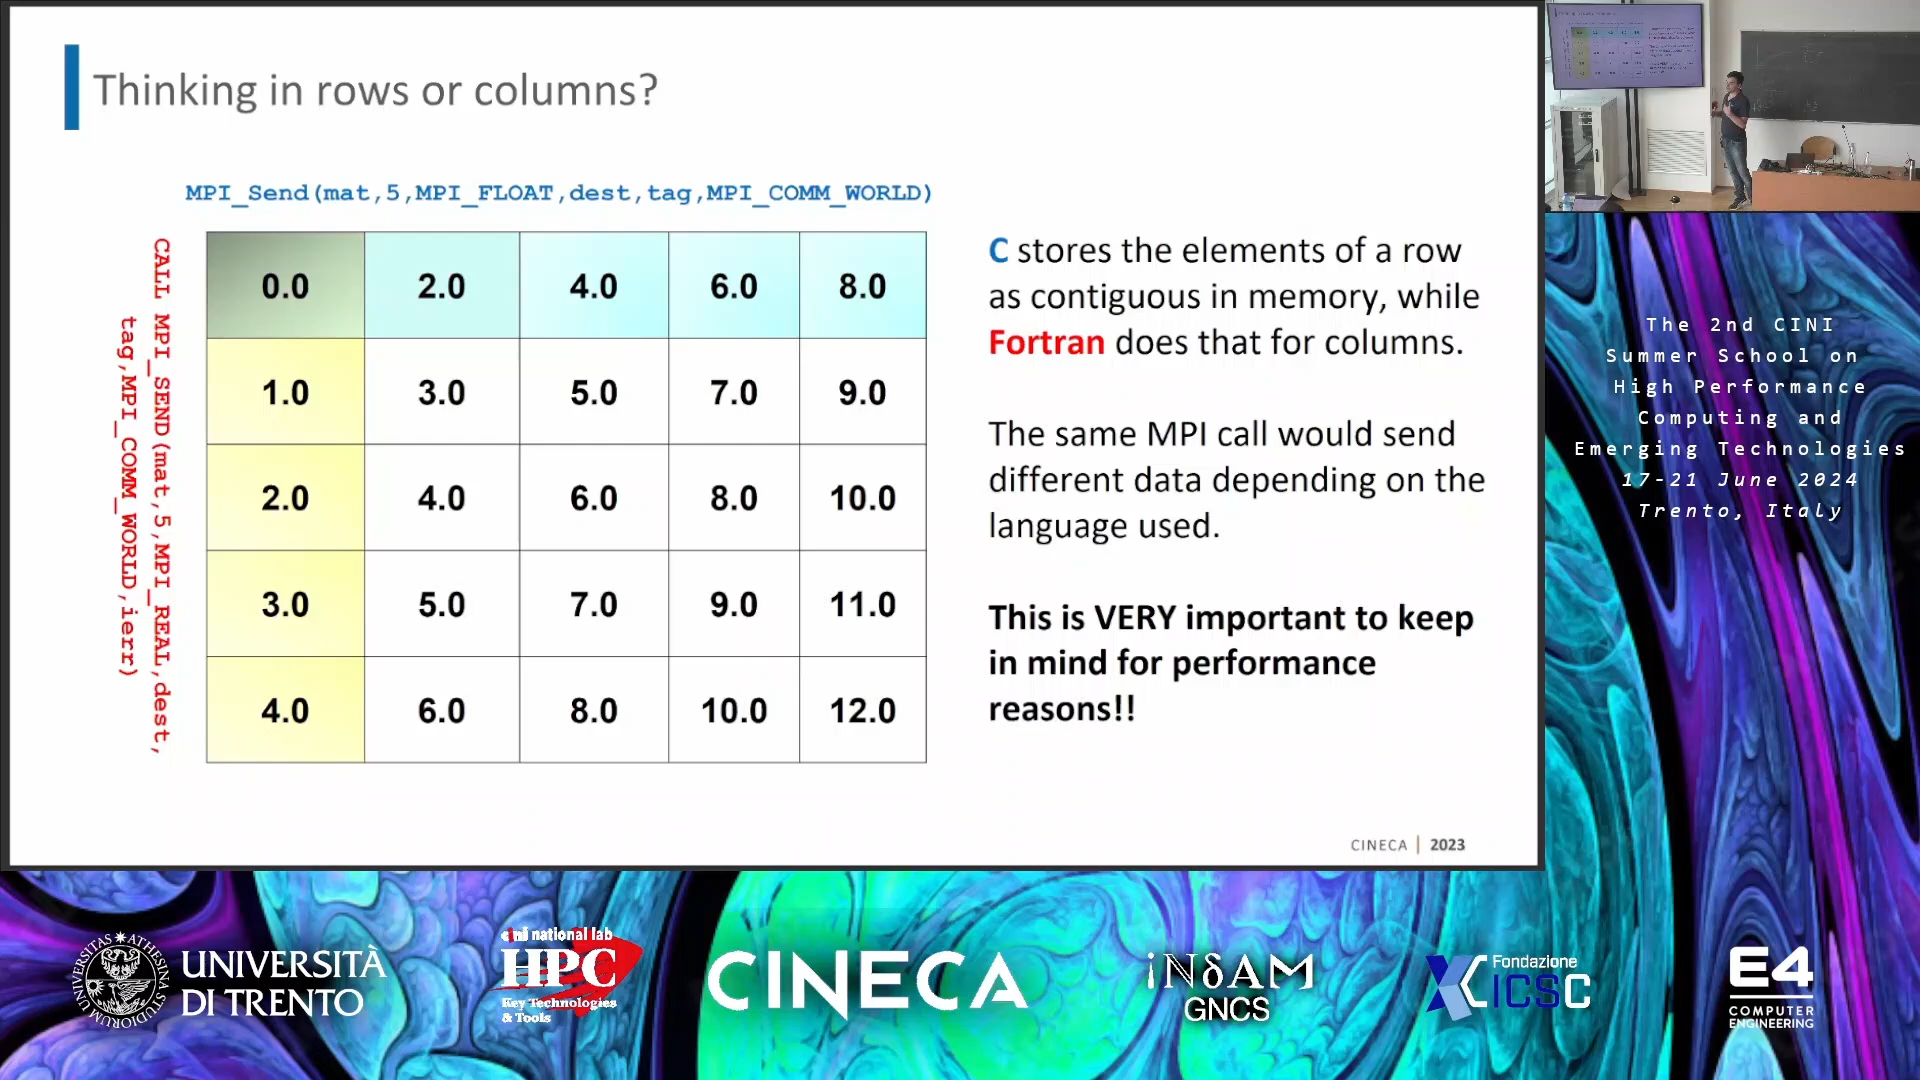 Thinking in rows or columns?
MPI_Send(mat,5,MPI_FLOAT,dest,tag,MPI_COMM_WORLD)
CALL MPI_SEND(mat,5,MPI_REAL,dest,
tag,MPI_COMM_WORLD,ierr)
0.0 2.0 4.0 6.0 8.0
1.0 3.0 5.0 7.0 9.0
2.0 4.0 6.0 8.0 10.0
3.0 5.0 7.0 9.0 11.0
4.0 6.0 8.0 10.0 12.0
C stores the elements of a row
as contiguous in memory, while
Fortran does that for columns.
The same MPI call would send
different data depending on the
language used.
This is VERY important to keep
in mind for performance
reasons!!
CINECA | 2023
The 2nd CINI
Summer School on
High Performance
Computing and
Emerging Technologies
17-21 June 2024
Trento, Italy
UNIVERSITÀ
DI TRENTO
cini national lab
HPC
Key Technologies
& Tools
CINECA
iNδAM
GNCS
Fondazione
ICSC
E4
COMPUTER
ENGINEERING